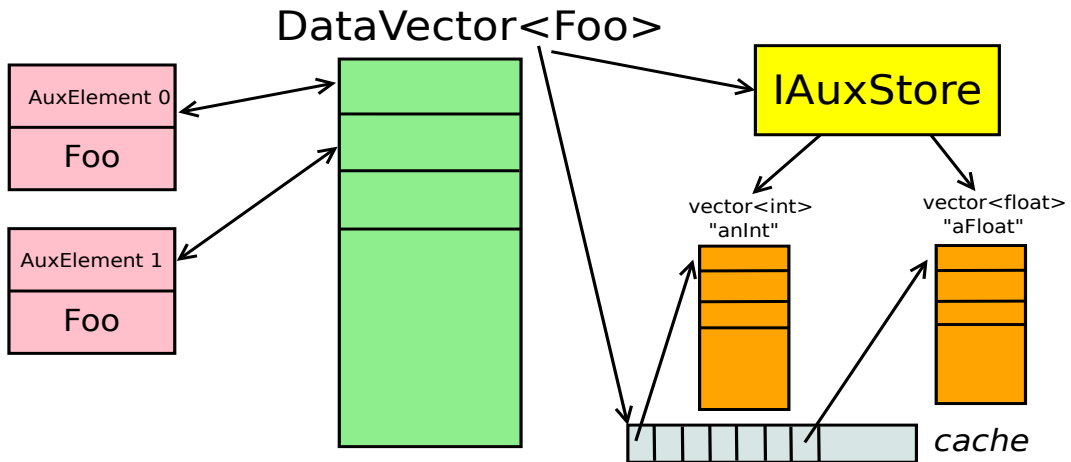 DataVector<Foo>
AuxElement 0
Foo
AuxElement 1
Foo
IAuxStore
vector<int>
"anInt"
vector<float>
"aFloat"
cache